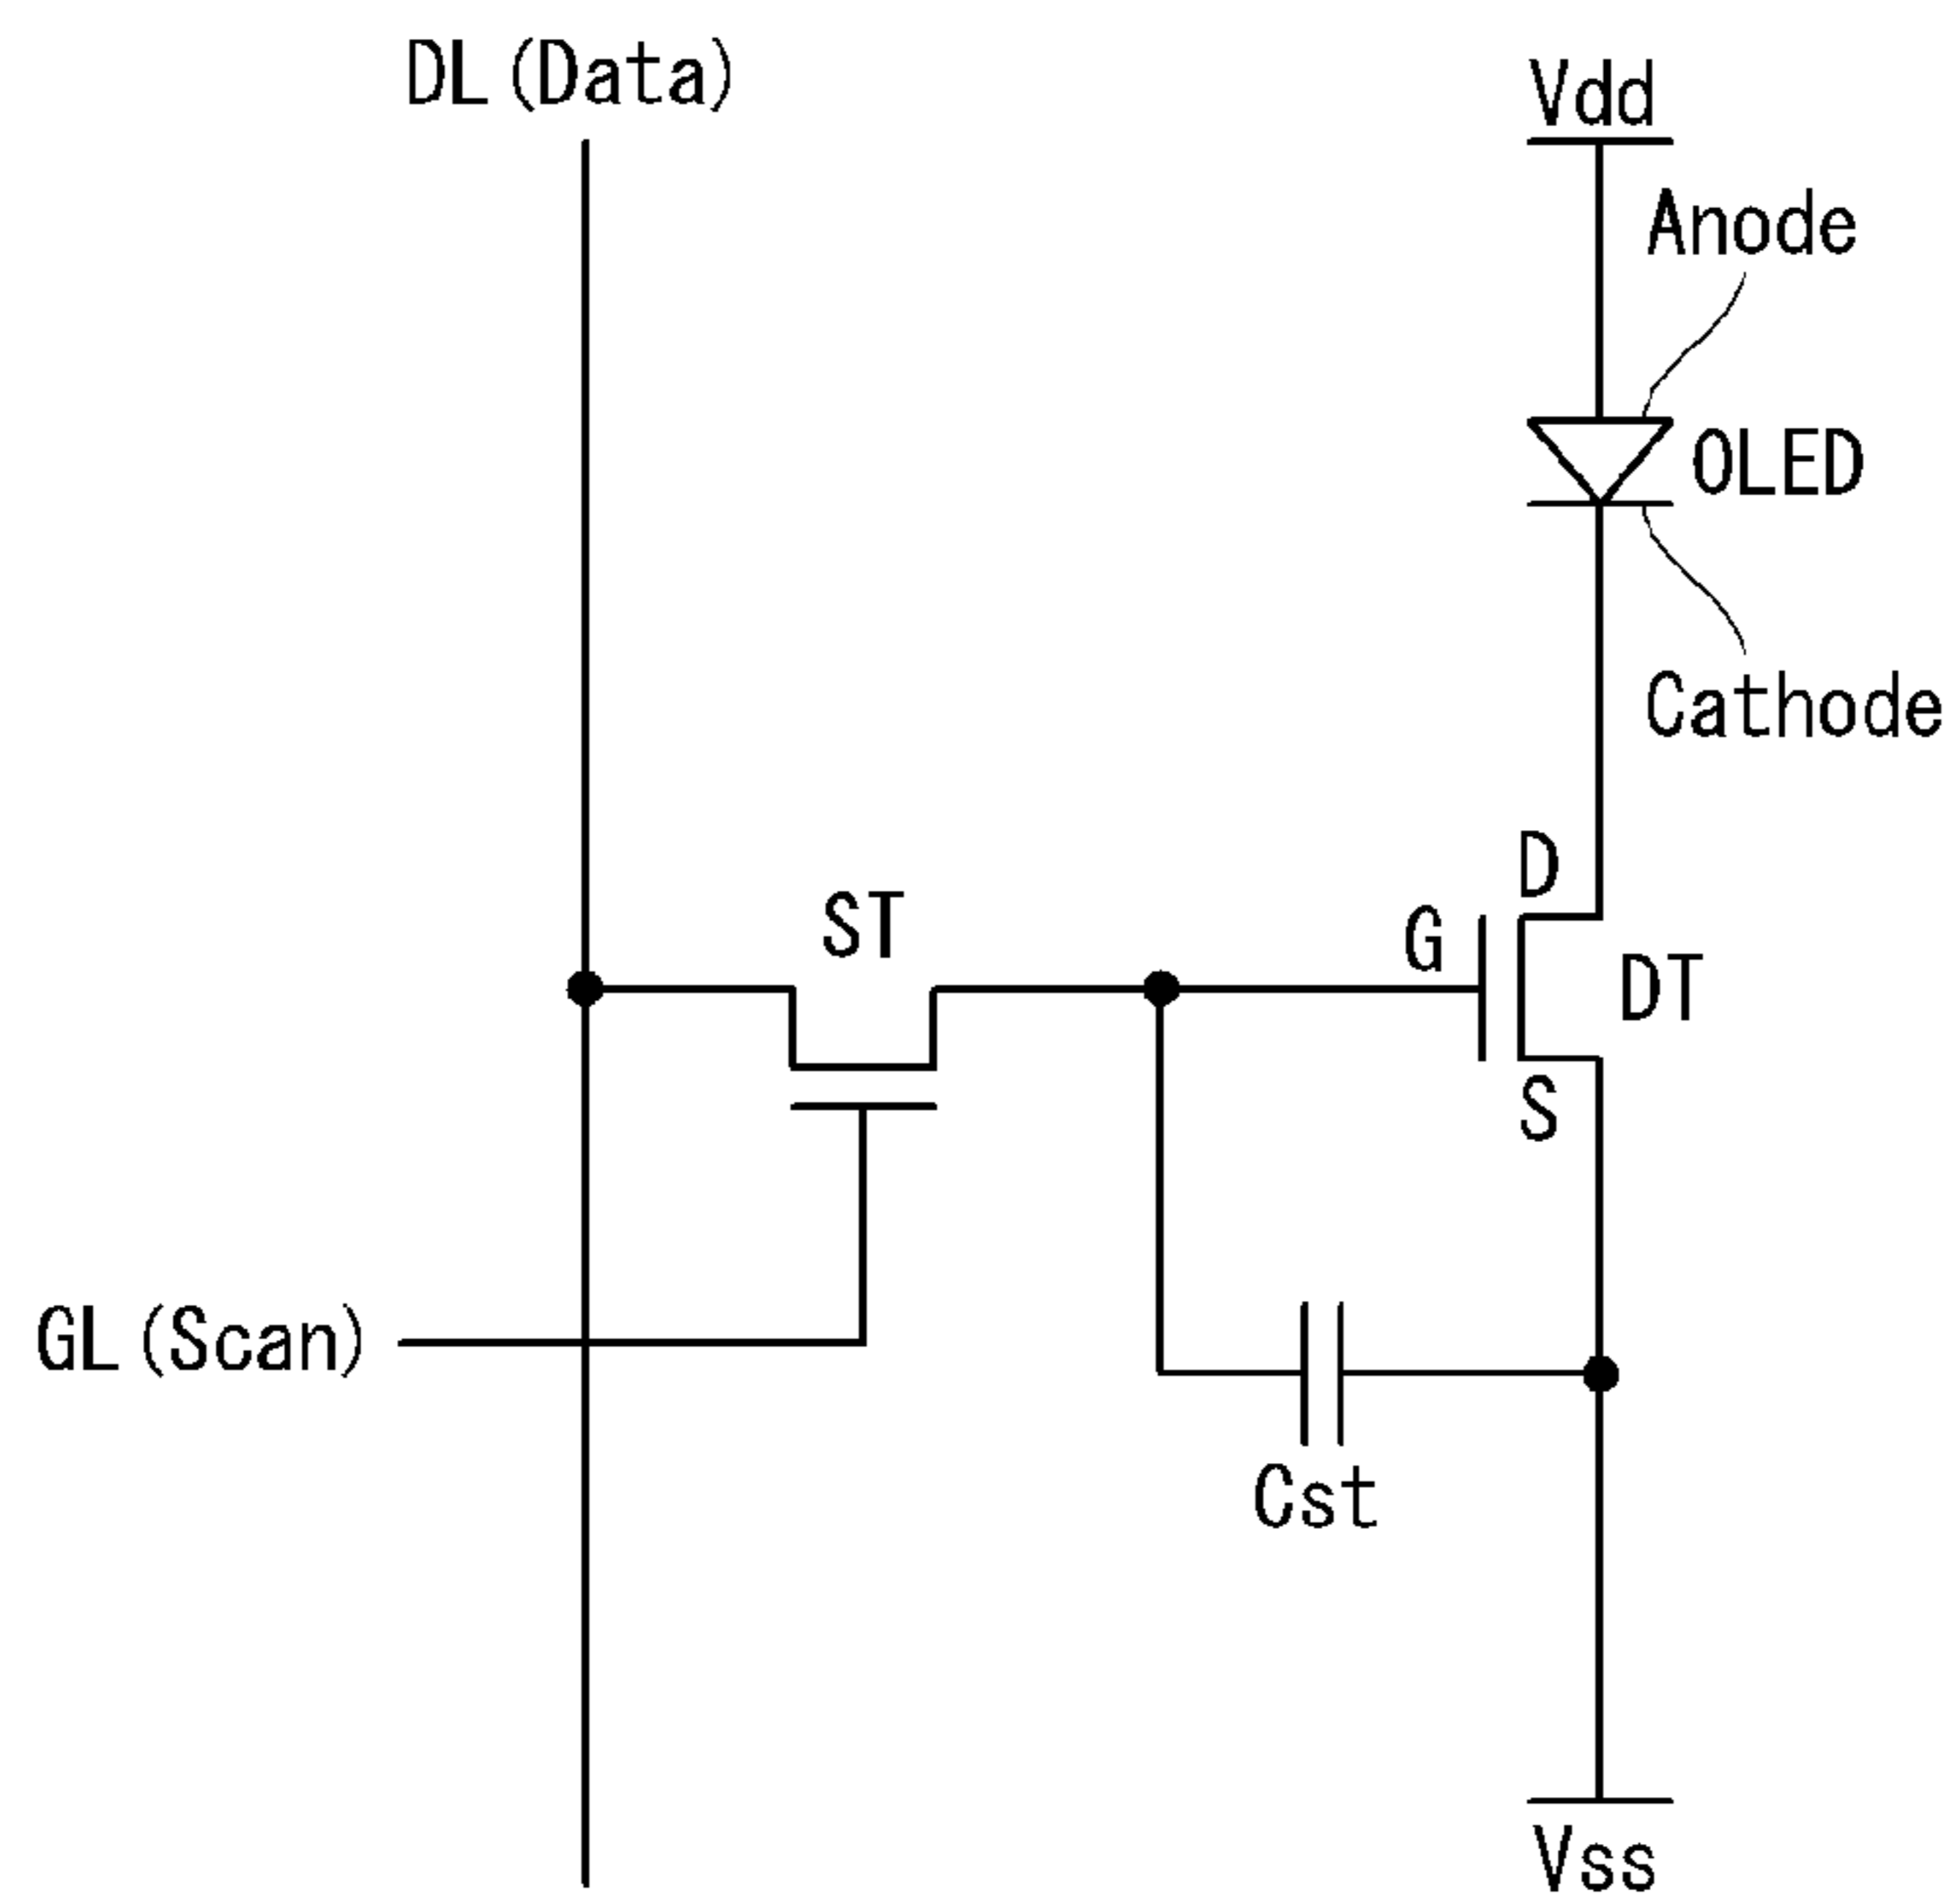 DL(Data)
Vdd
Anode
OLED
Cathode
D
ST
G
DT
S
GL(Scan)
Cst
Vss